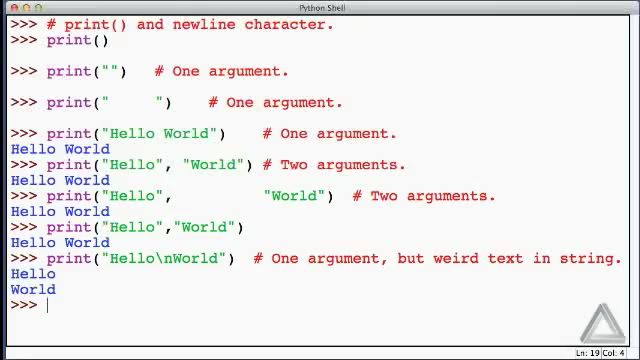 Python Shell
>>> # print() and newline character.
>>> print()
>>> print("")   # One argument.
>>> print("     ")    # One argument.
>>> print("Hello World")    # One argument.
Hello World
>>> print("Hello", "World") # Two arguments.
Hello World
>>> print("Hello",          "World")  # Two arguments.
Hello World
>>> print("Hello","World")
Hello World
>>> print("Hello\nWorld")  # One argument, but weird text in string.
Hello
World
>>>
Ln: 19 Col: 4